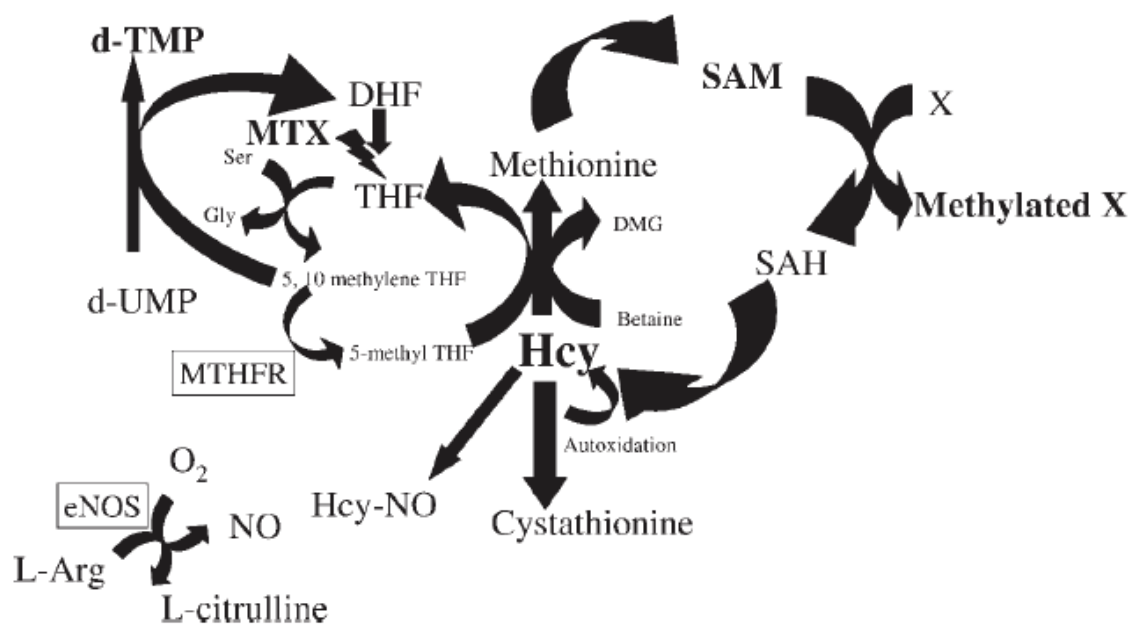 d-TMP
DHF
SAM
MTX
X
Ser
Methionine
THF
Methylated X
Gly
DMG
SAH
5, 10 methylene THF
d-UMP
Betaine
5-methyl THF
Hcy
MTHFR
Autoxidation
O2
eNOS
Hcy-NO
NO
Cystathionine
L-Arg
L-citrulline